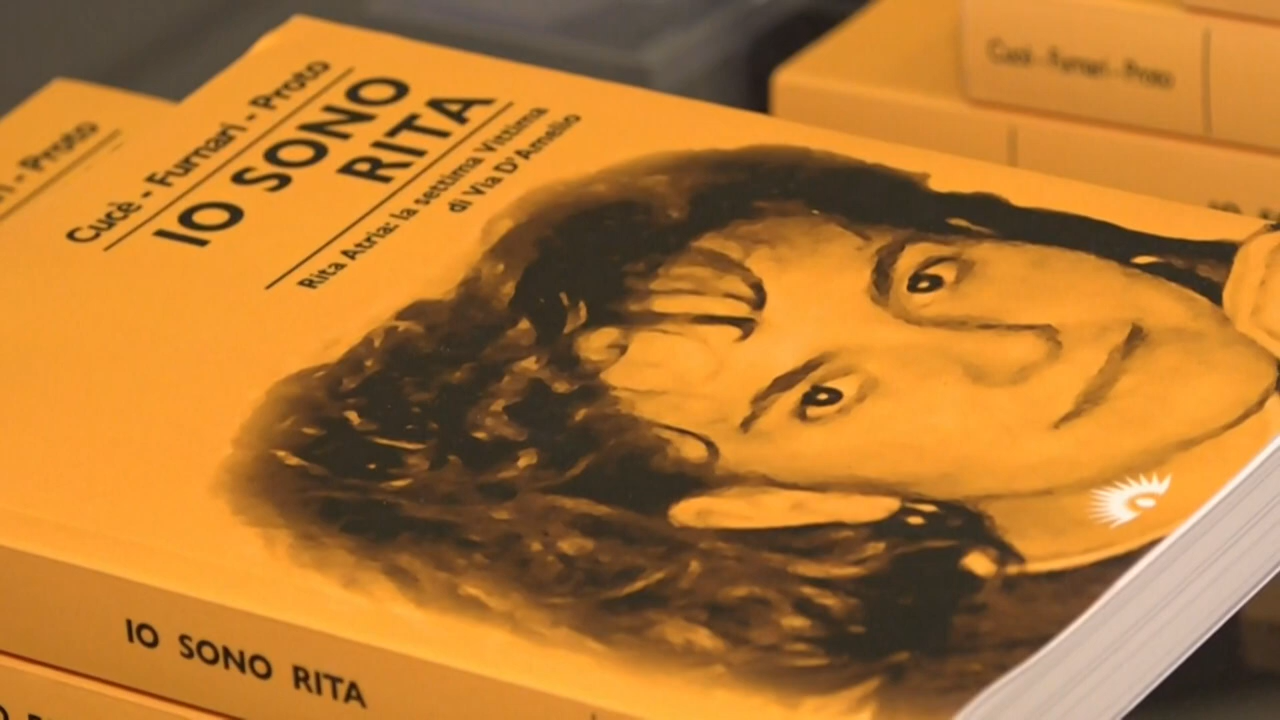 Cucè - Furnari - Proto
IO SONO
RITA
Rita Atria: la settima Vittima
di Via D'Amelio
IO SONO RITA
- Proto
Cucè - Furnari - Proto